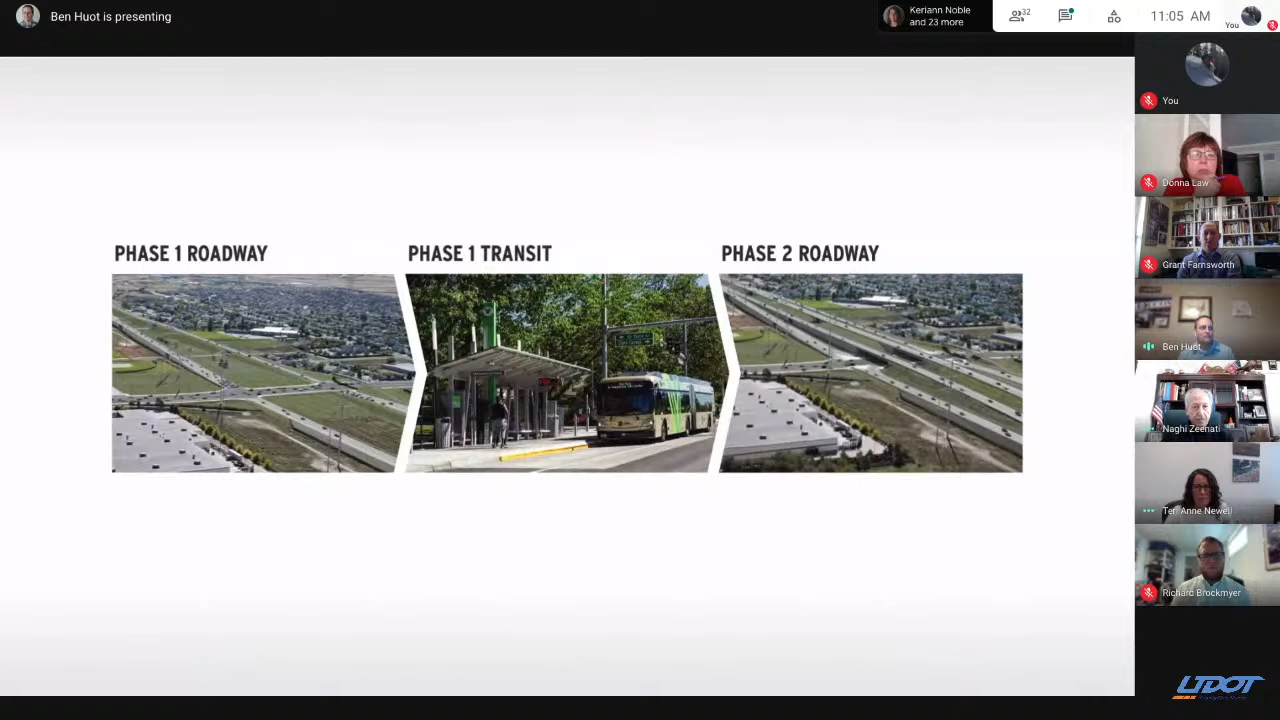 Ben Huot is presenting
Keriann Noble
and 23 more
32
11:05 AM
You
You
Donna Law
Grant Farnsworth
Ben Huot
Naghi Zeenati
Teri Anne Newell
Richard Brockmyer
PHASE 1 ROADWAY
PHASE 1 TRANSIT
PHASE 2 ROADWAY
UDOT